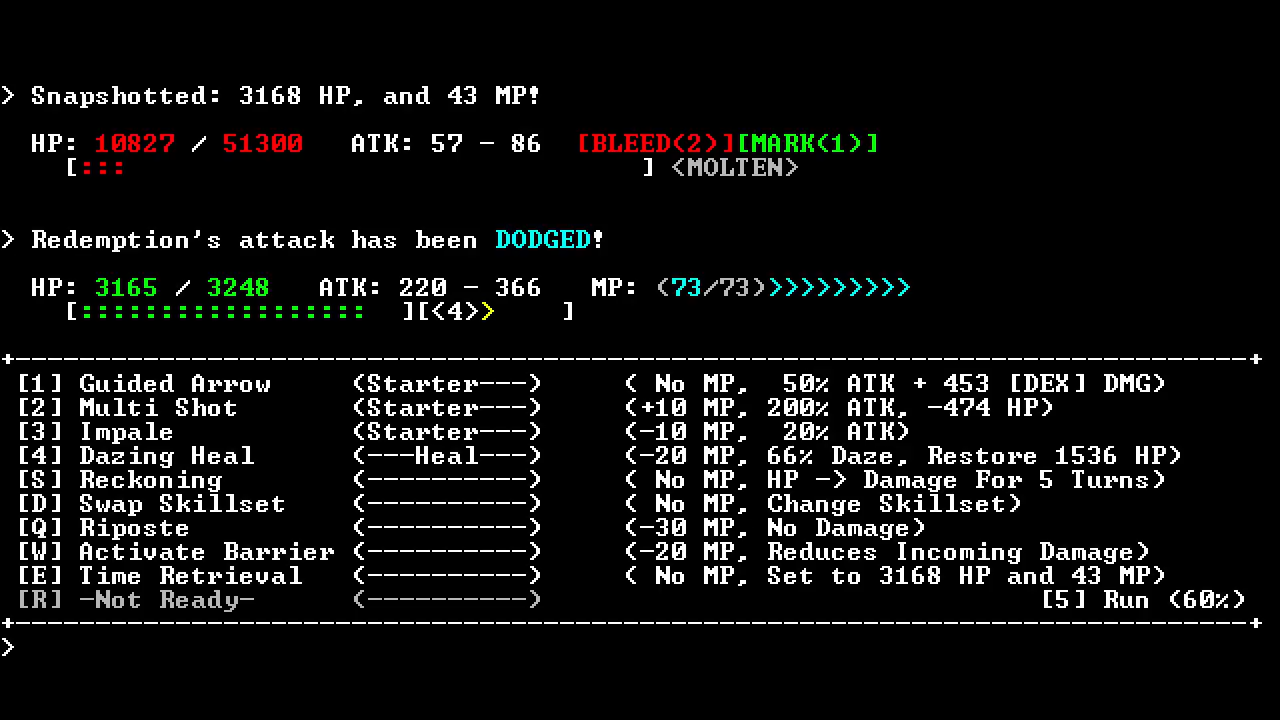 > Snapshotted: 3168 HP, and 43 MP!
HP: 10827 / 51300   ATK: 57 - 86  [BLEED(2)][MARK(1)]
[:::                                ] <MOLTEN>
> Redemption's attack has been DODGED!
HP: 3165 / 3248   ATK: 220 - 366   MP: (73/73)>>>>>>>>>
[::::::::::::::::::  ][<4>>    ]
+-----------------------------------------------------------------------------+
[1] Guided Arrow     (Starter---)     ( No MP,  50% ATK + 453 [DEX] DMG)
[2] Multi Shot       (Starter---)     (+10 MP, 200% ATK, -474 HP)
[3] Impale           (Starter---)     (-10 MP,  20% ATK)
[4] Dazing Heal      (---Heal---)     (-20 MP, 66% Daze, Restore 1536 HP)
[S] Reckoning        (----------)     ( No MP, HP -> Damage For 5 Turns)
[D] Swap Skillset    (----------)     ( No MP, Change Skillset)
[Q] Riposte          (----------)     (-30 MP, No Damage)
[W] Activate Barrier (----------)     (-20 MP, Reduces Incoming Damage)
[E] Time Retrieval   (----------)     ( No MP, Set to 3168 HP and 43 MP)
[R] -Not Ready-      (----------)                               [5] Run (60%)
+-----------------------------------------------------------------------------+
>